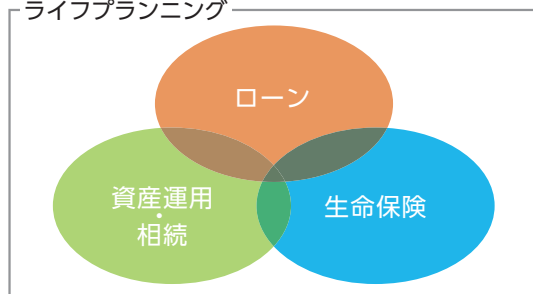 ライフプランニング
ローン
資産運用
・
相続
生命保険